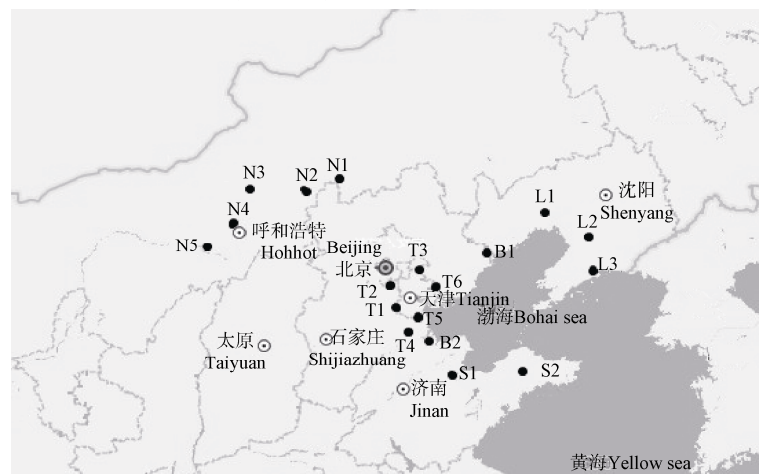 N1
N2
N3
L1
沈阳
Shenyang
N4
呼和浩特
Hohhot
L2
N5
Beijing
北京
T3
B1
L3
T2
T6
天津Tianjin
T1
T5
渤海Bohai sea
太原
Taiyuan
石家庄
Shijiazhuang
T4
B2
S1
S2
济南
Jinan
黄海Yellow sea